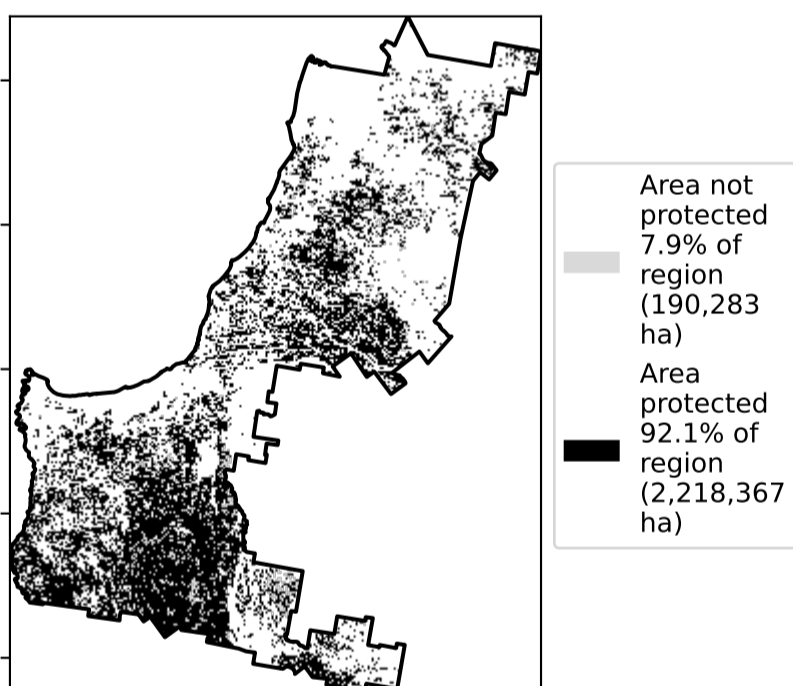 Area not
protected
7.9% of
region
(190,283
ha)
Area
protected
92.1% of
region
(2,218,367
ha)